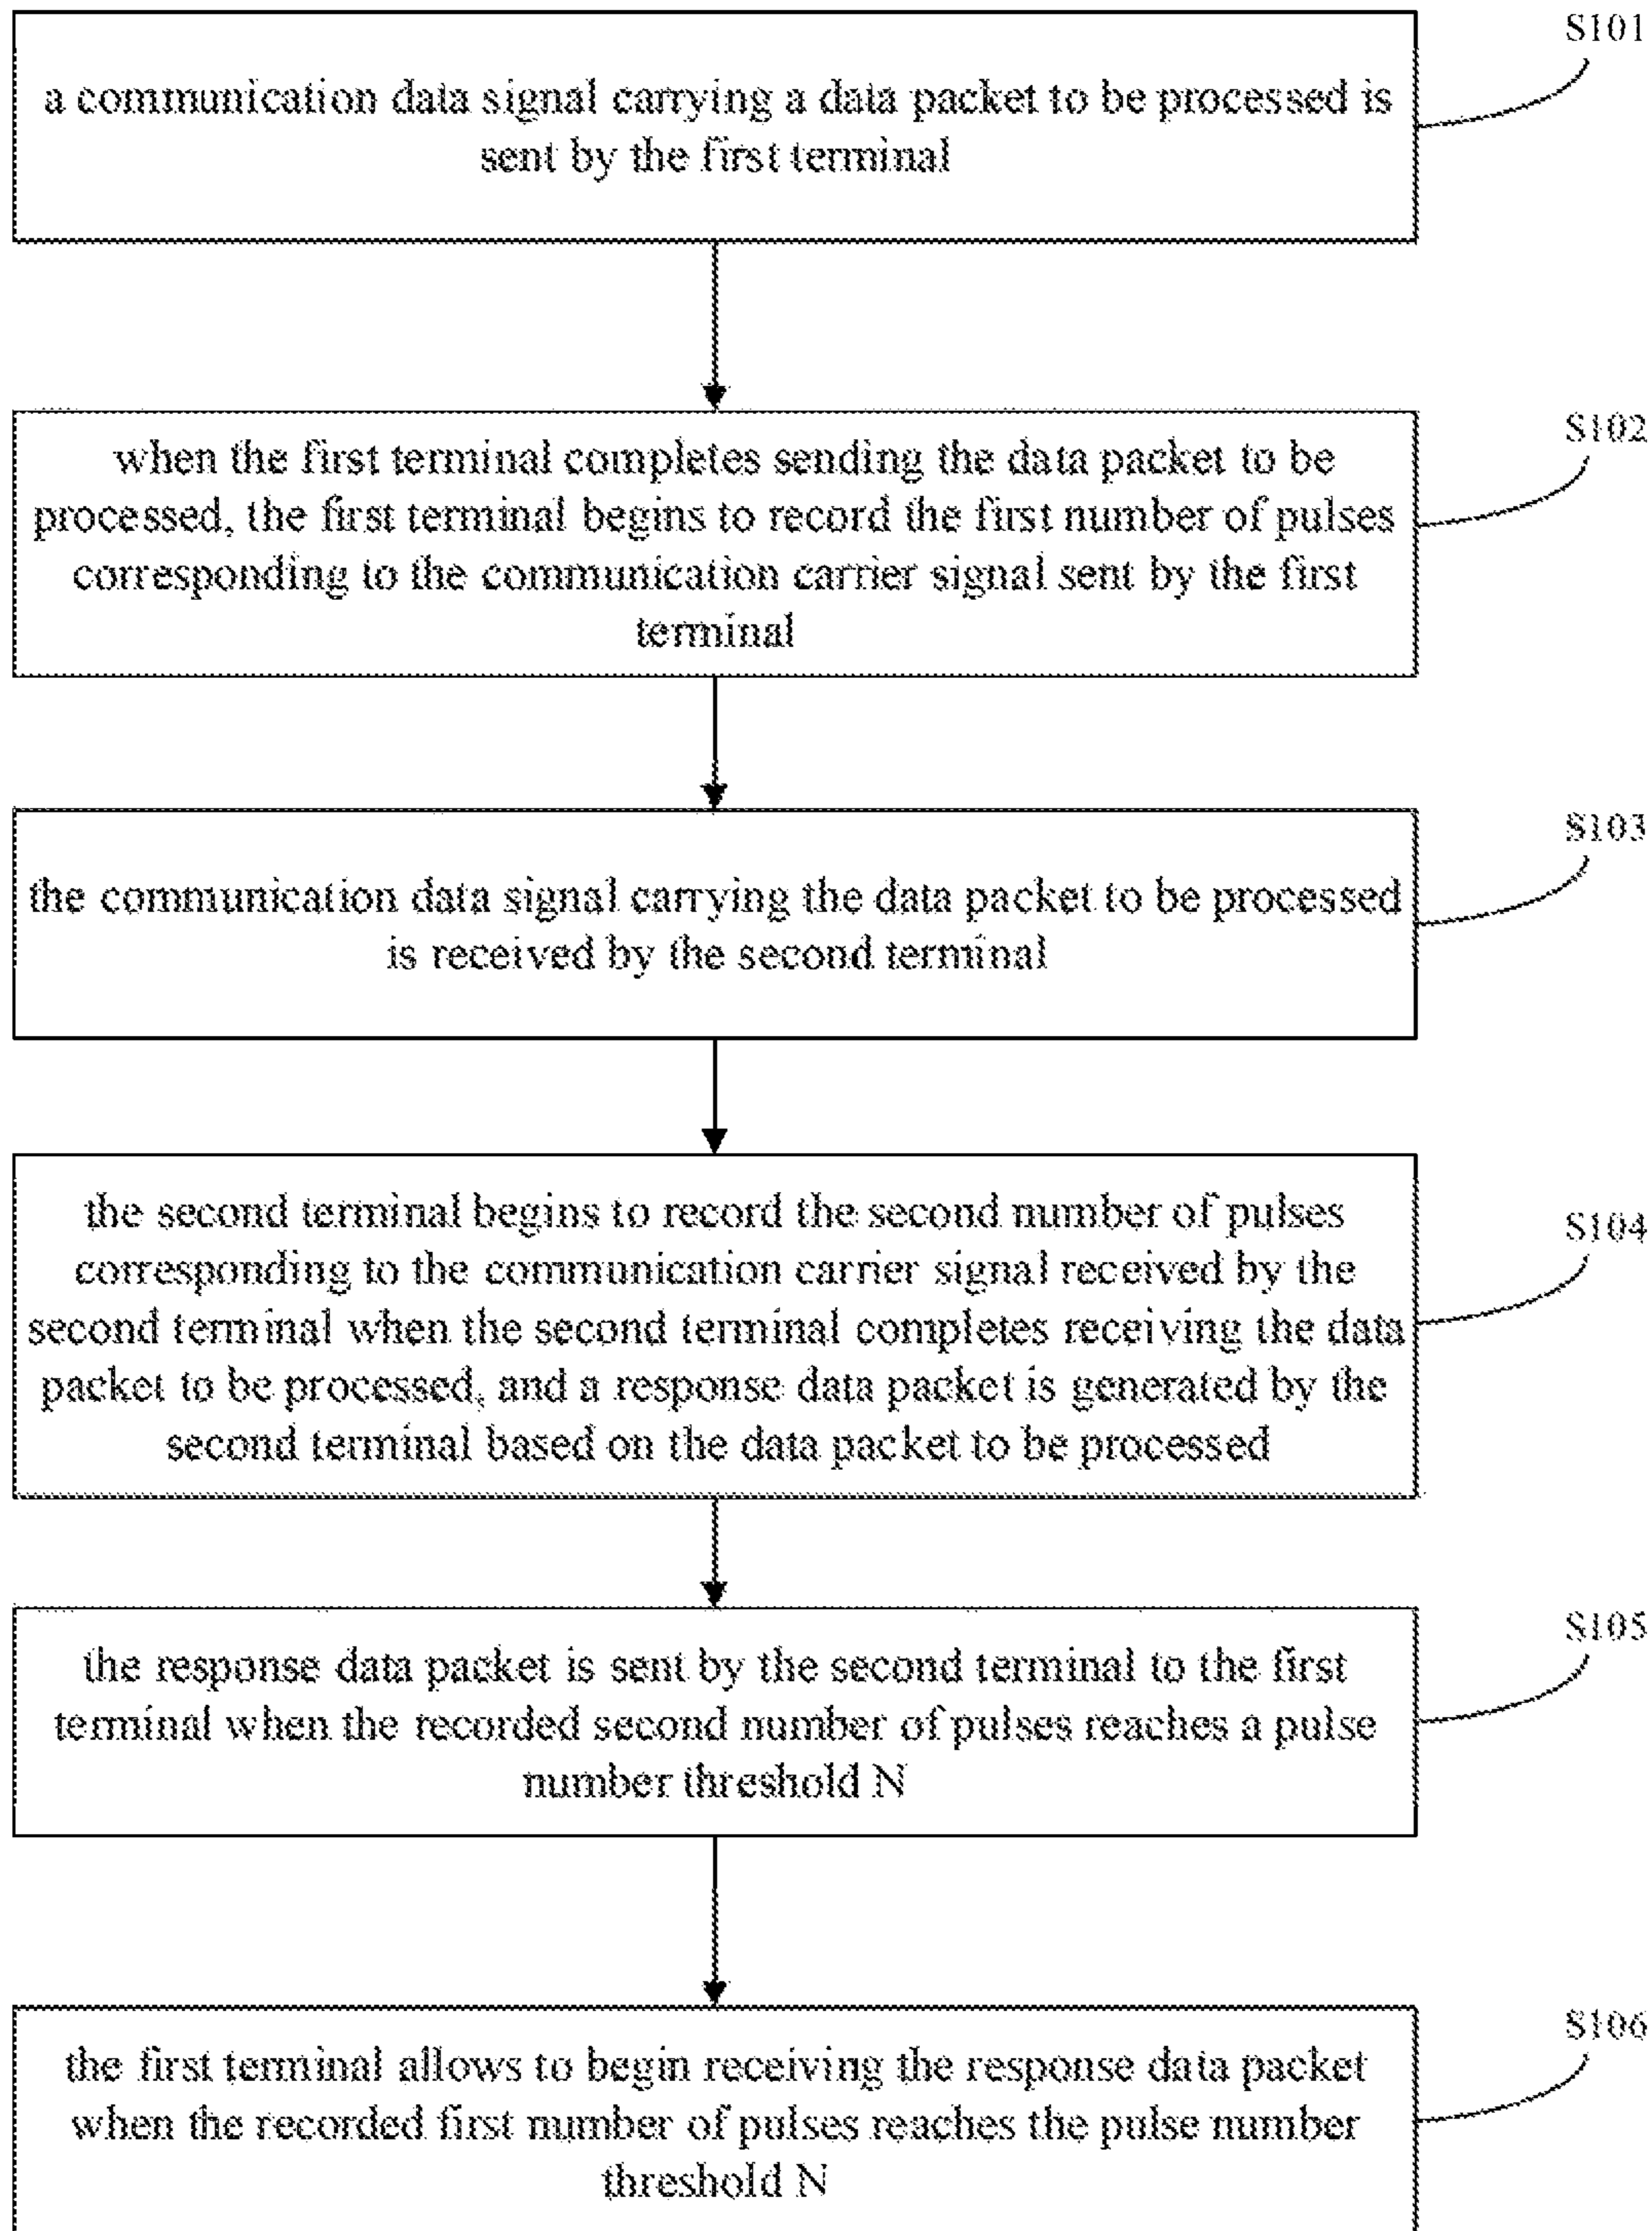 S101
a communication data signal carrying a data packet to be processed is
sent by the first terminal
S102
when the first terminal completes sending the data packet to be
processed, the first terminal begins to record the first number of pulses
corresponding to the communication carrier signal sent by the first
terminal
S103
the communication data signal carrying the data packet to be processed
is received by the second terminal
S104
the second terminal begins to record the second number of pulses
corresponding to the communication carrier signal received by the
second terminal when the second terminal completes receiving the data
packet to be processed, and a response data packet is generated by the
second terminal based on the data packet to be processed
S105
the response data packet is sent by the second terminal to the first
terminal when the recorded second number of pulses reaches a pulse
number threshold N
S106
the first terminal allows to begin receiving the response data packet
when the recorded first number of pulses reaches the pulse number
threshold N